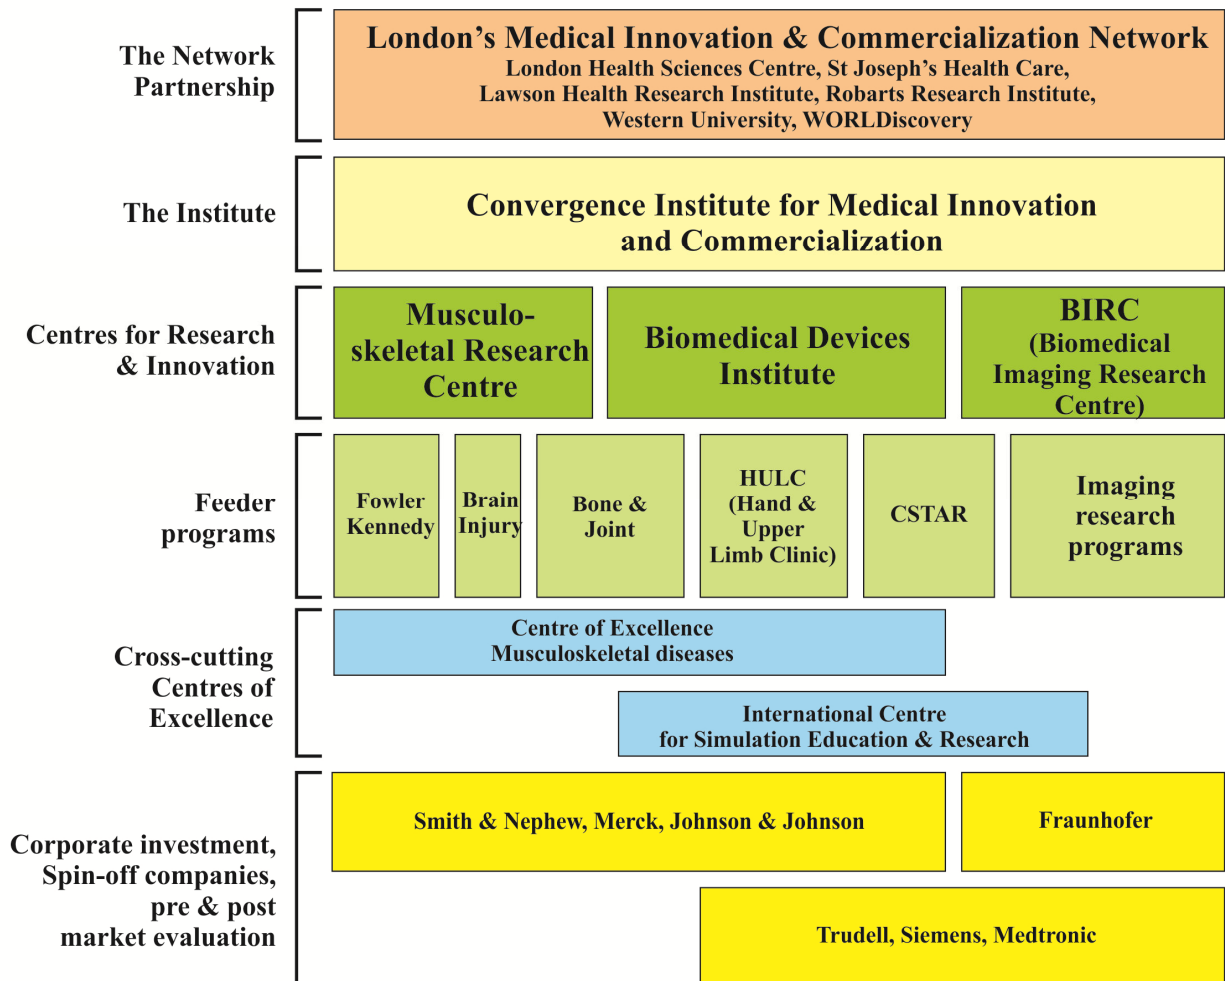 The Network
Partnership
London’s Medical Innovation & Commercialization Network
London Health Sciences Centre, St Joseph’s Health Care,
Lawson Health Research Institute, Robarts Research Institute,
Western University, WORLDiscovery
The Institute
Convergence Institute for Medical Innovation
and Commercialization
Centres for Research
& Innovation
Musculo-
skeletal Research
Centre
Biomedical Devices
Institute
BIRC
(Biomedical
Imaging Research
Centre)
Feeder
programs
Fowler
Kennedy
Brain
Injury
Bone &
Joint
HULC
(Hand &
Upper
Limb Clinic)
CSTAR
Imaging
research
programs
Cross-cutting
Centres of
Excellence
Centre of Excellence
Musculoskeletal diseases
International Centre
for Simulation Education & Research
Corporate investment,
Spin-off companies,
pre & post
market evaluation
Smith & Nephew, Merck, Johnson & Johnson
Fraunhofer
Trudell, Siemens, Medtronic